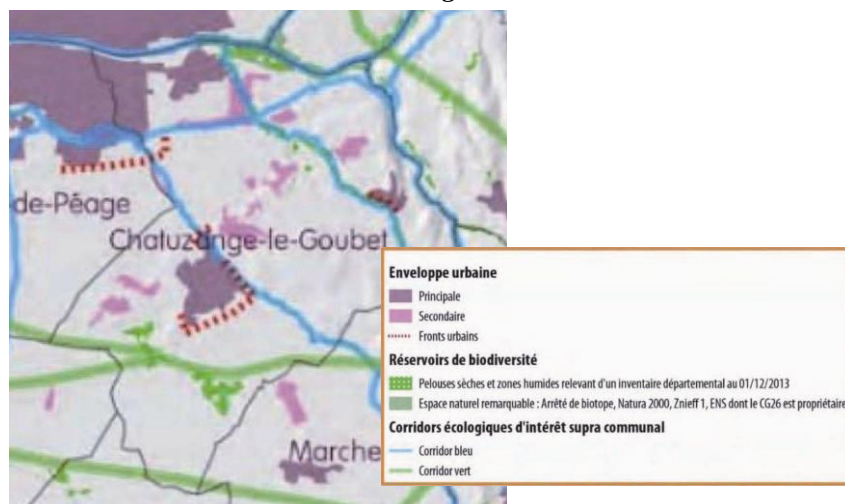 de-Péage
Chatuzange-le-Goubet
Marche
Enveloppe urbaine
Principale
Secondaire
Fronts urbains
Réservoirs de biodiversité
Pelouses sèches et zones humides relevant d'un inventaire départemental au 01/12/2013
Espace naturel remarquable : Arrêté de biotope, Natura 2000, Znieff 1, ENS dont le CG26 est propriétaire
Corridors écologiques d'intérêt supra communal
Corridor bleu
Corridor vert